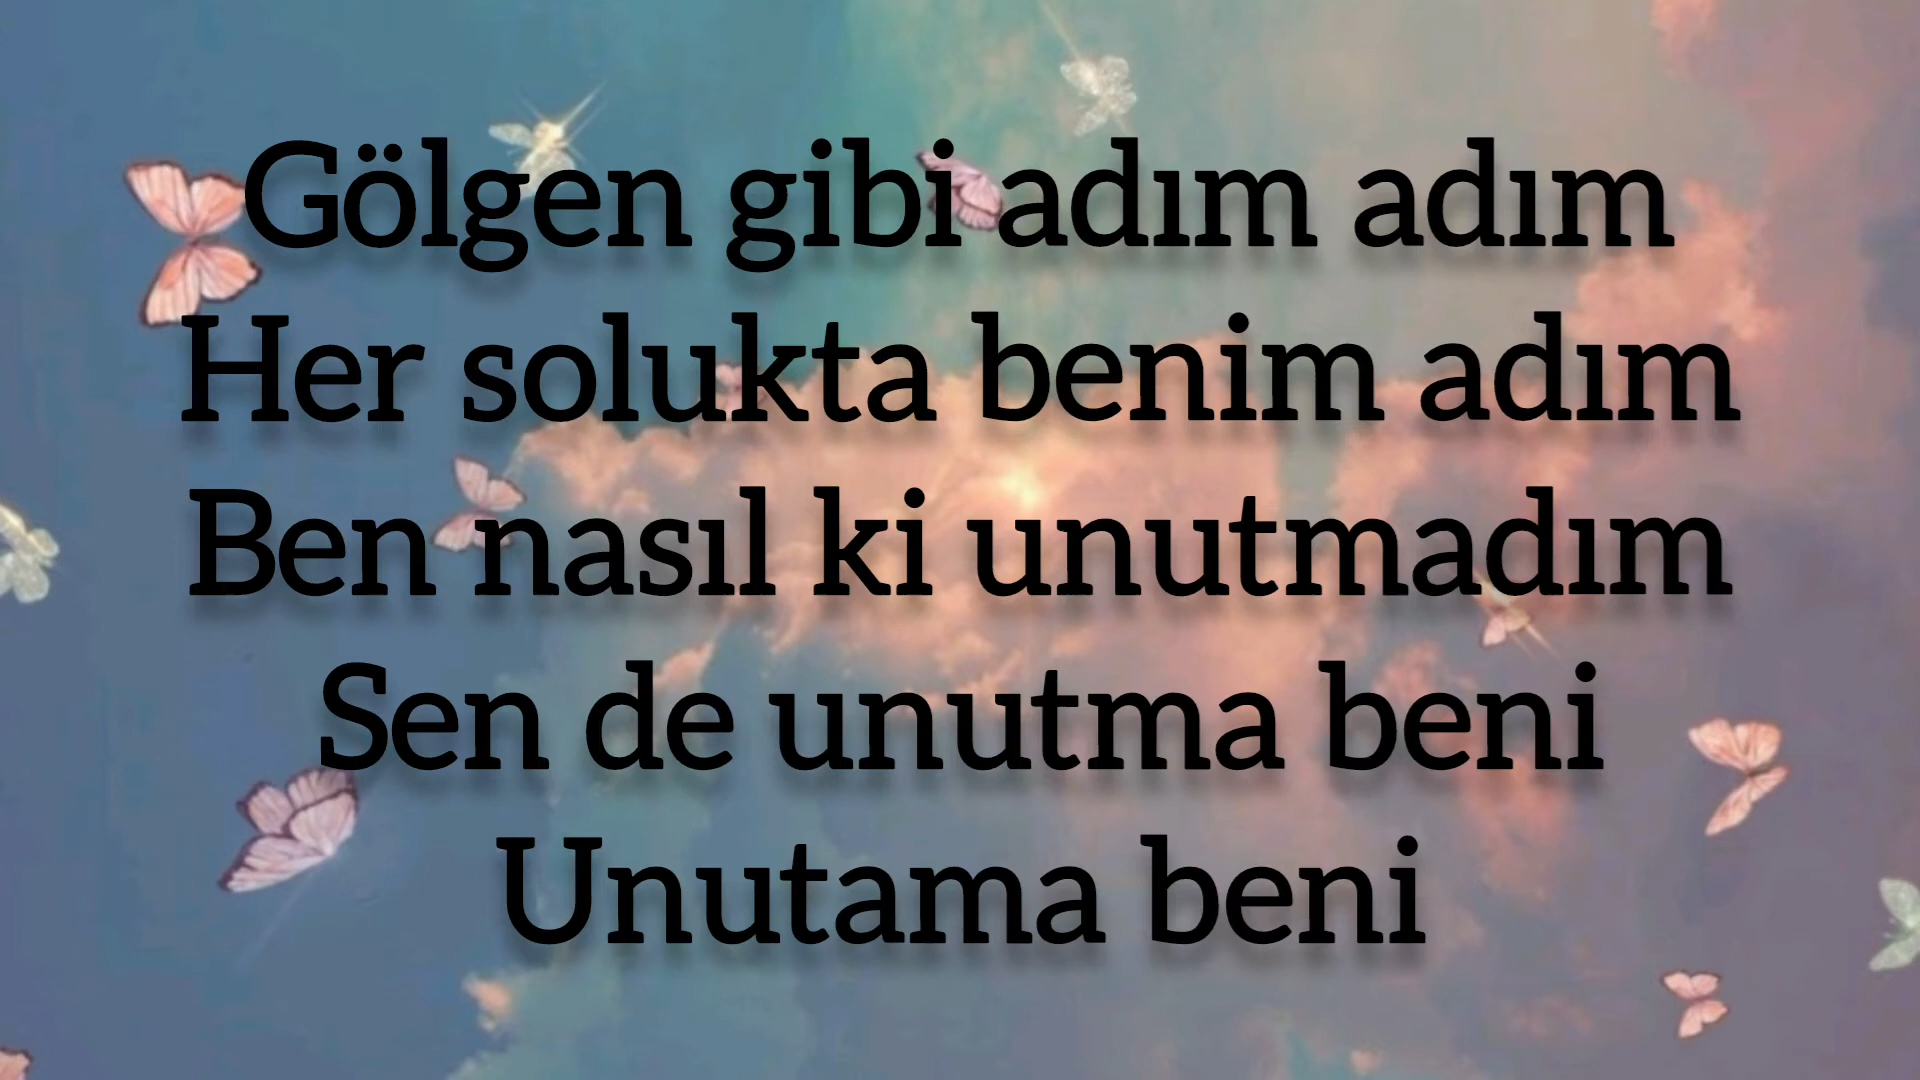 Gölgen gibi adım adım
Her solukta benim adım
Ben nasıl ki unutmadım
Sen de unutma beni
Unutama beni